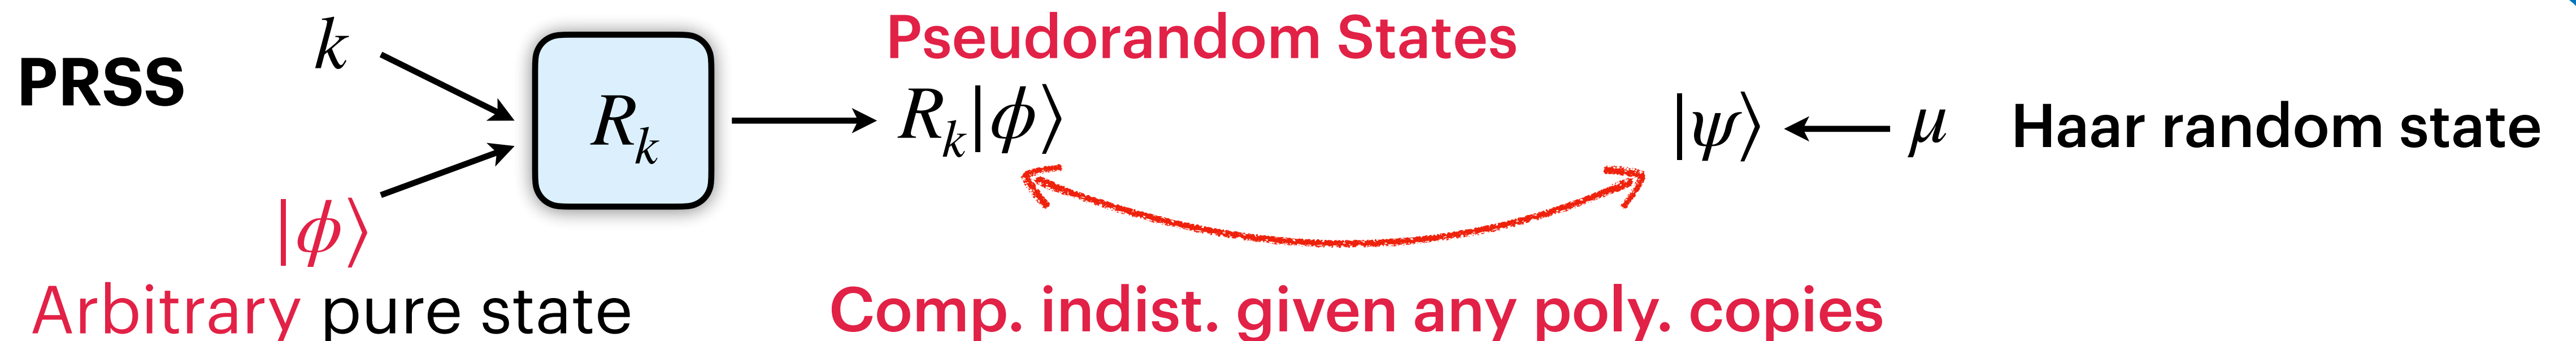 PRSS
k
|ϕ⟩
Arbitrary pure state
R_k
Pseudorandom States
R_k|ϕ⟩
|ψ⟩ ← μ Haar random state
Comp. indist. given any poly. copies